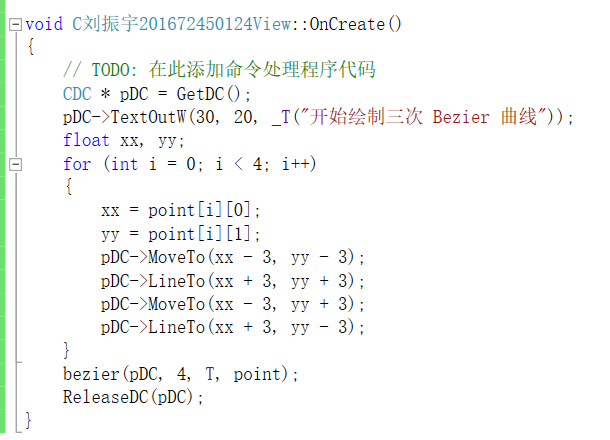 void C刘振宇201672450124View::OnCreate()
{
    // TODO: 在此添加命令处理程序代码
    CDC * pDC = GetDC();
    pDC->TextOutW(30, 20, _T("开始绘制三次 Bezier 曲线"));
    float xx, yy;
    for (int i = 0; i < 4; i++)
    {
        xx = point[i][0];
        yy = point[i][1];
        pDC->MoveTo(xx - 3, yy - 3);
        pDC->LineTo(xx + 3, yy + 3);
        pDC->MoveTo(xx - 3, yy + 3);
        pDC->LineTo(xx + 3, yy - 3);
    }
    bezier(pDC, 4, T, point);
    ReleaseDC(pDC);
}